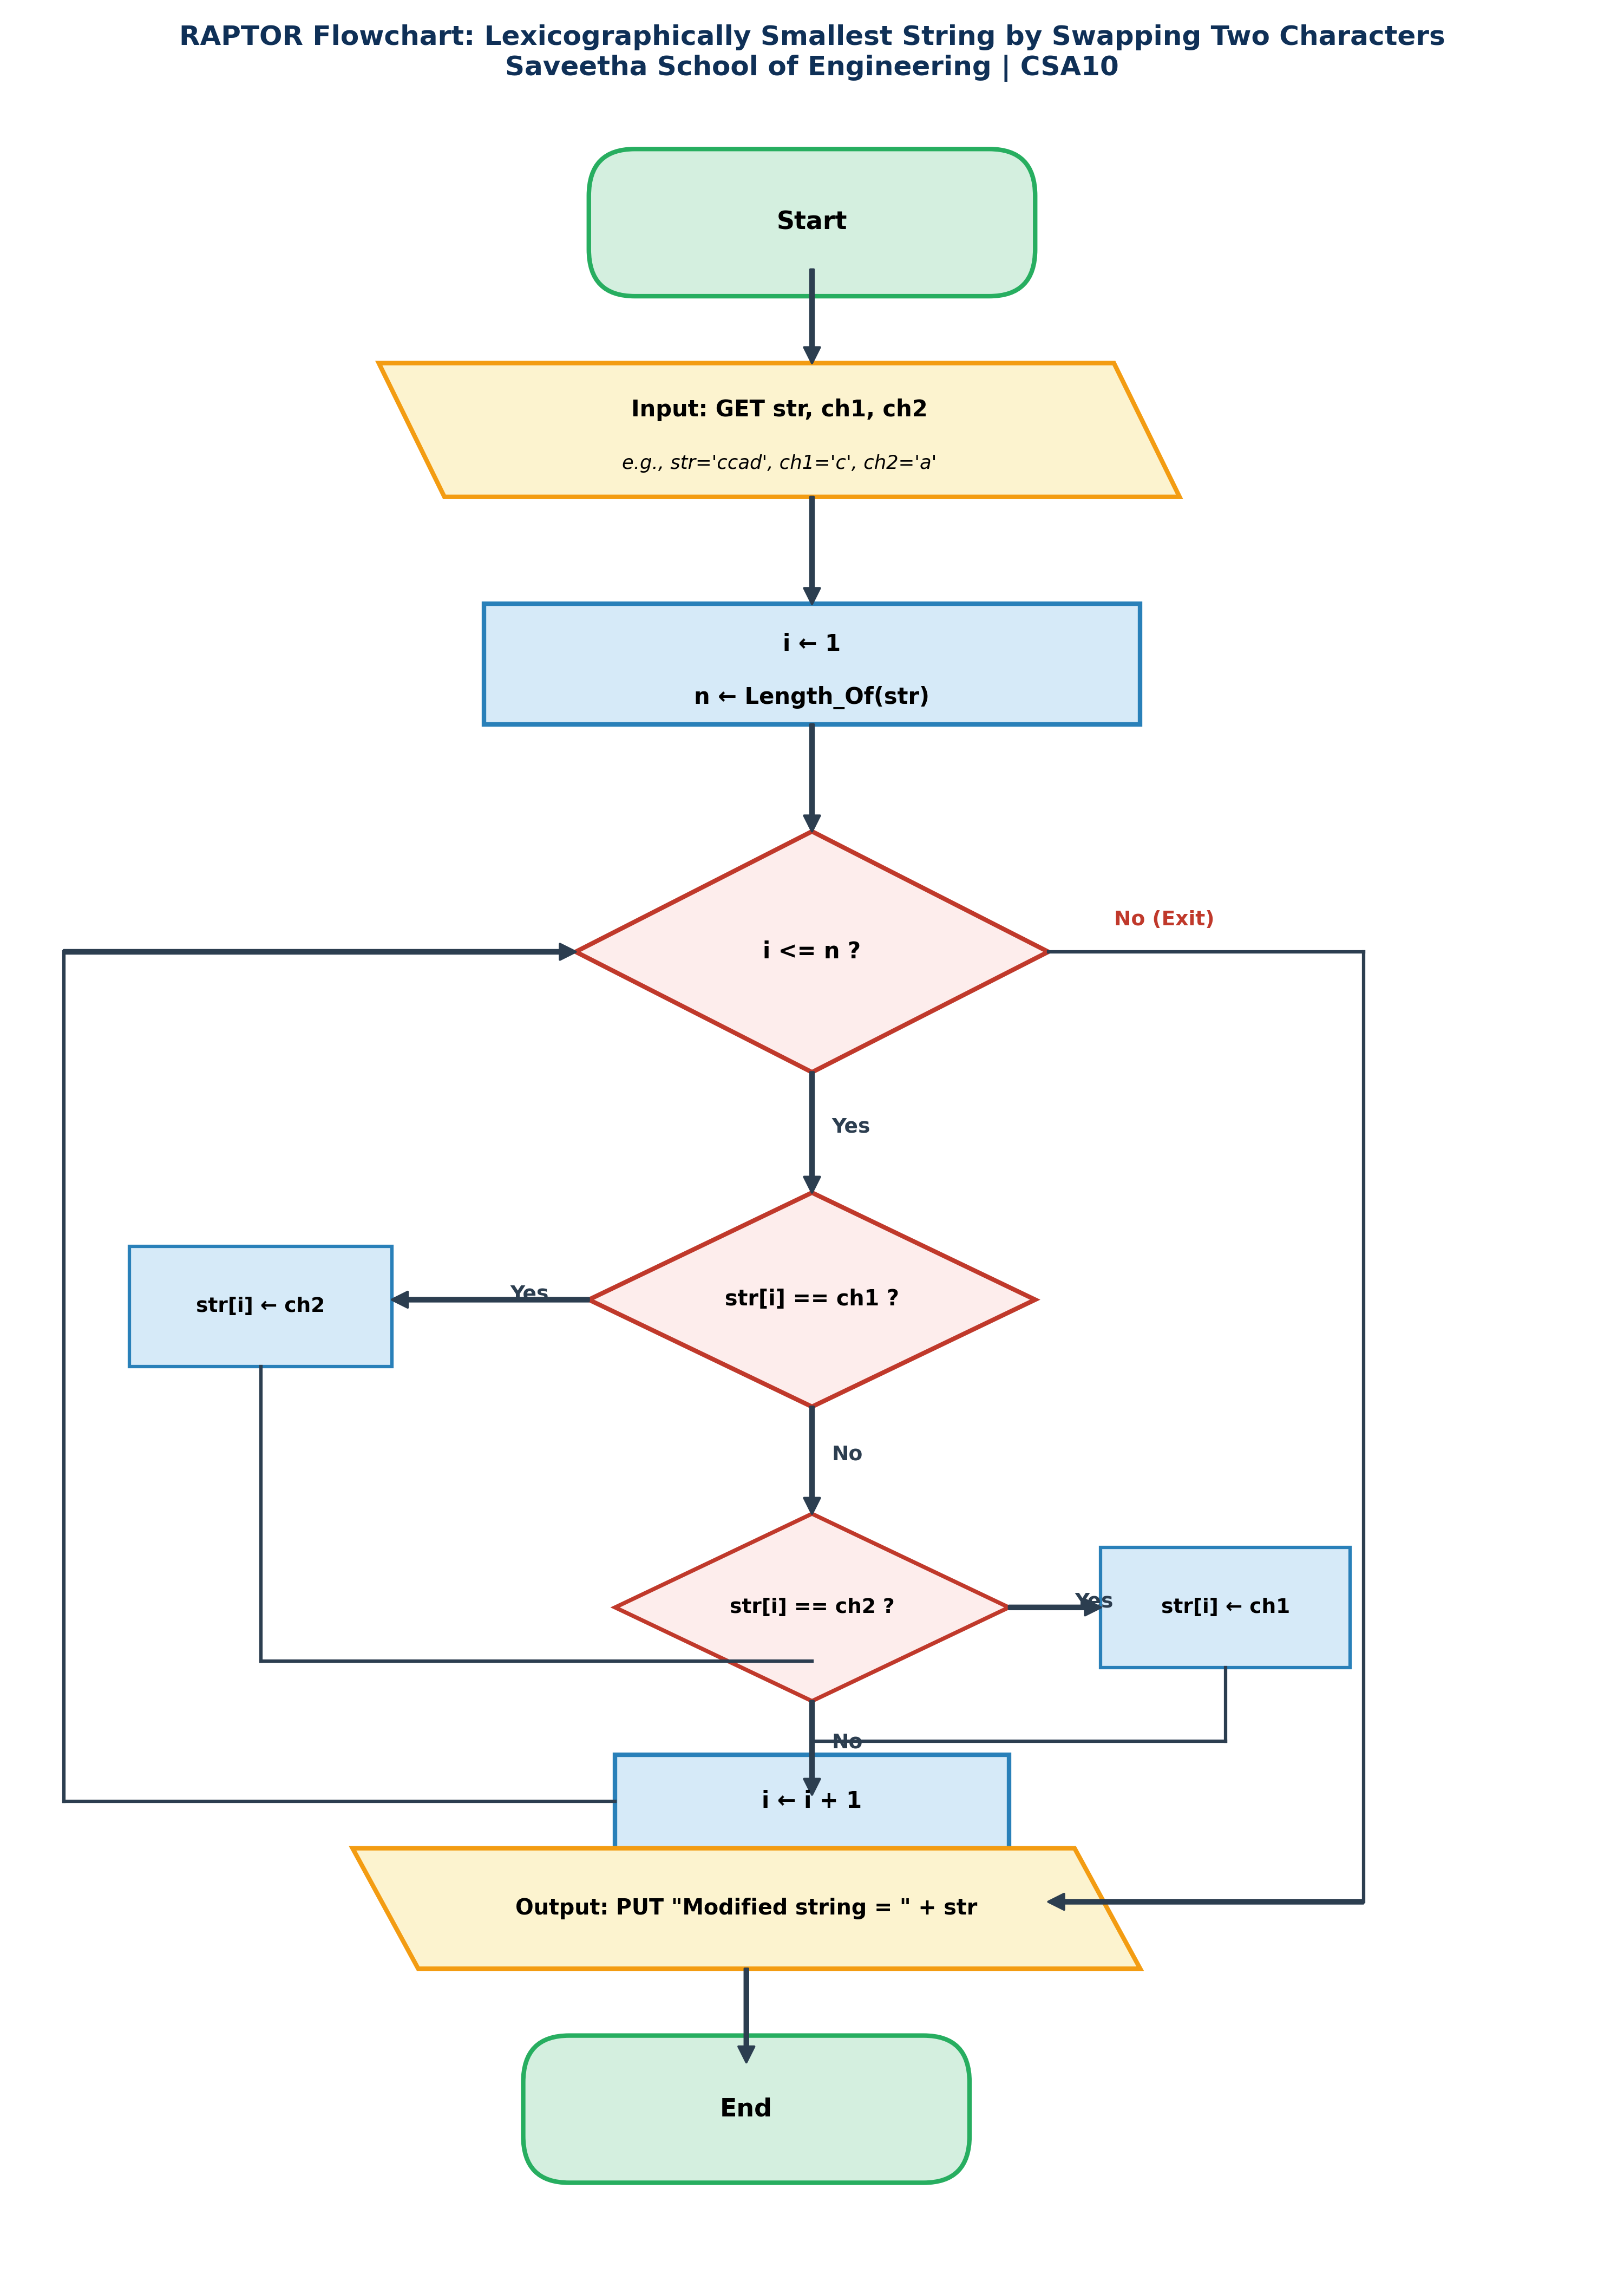 RAPTOR Flowchart: Lexicographically Smallest String by Swapping Two Characters
Saveetha School of Engineering | CSA10
Start
Input: GET str, ch1, ch2
e.g., str='ccad', ch1='c', ch2='a'
i ← 1
n ← Length_Of(str)
No (Exit)
i <= n ?
Yes
Yes
str[i] == ch1 ?
str[i] ← ch2
No
Yes
str[i] == ch2 ?
str[i] ← ch1
No
i ← i + 1
Output: PUT "Modified string = " + str
End